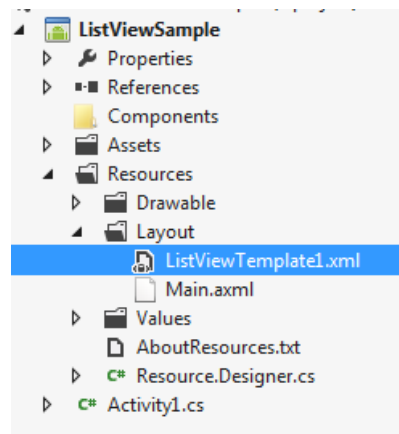 ListViewSample
Properties
References
Components
Assets
Resources
Drawable
Layout
ListViewTemplate1.xml
Main.axml
Values
AboutResources.txt
C# Resource.Designer.cs
C# Activity1.cs